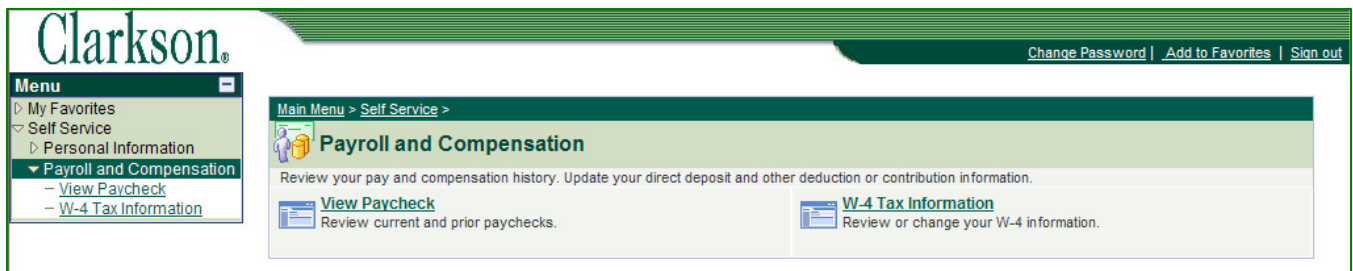 Clarkson®
Change Password | Add to Favorites | Sign out
Menu
My Favorites
Self Service
Personal Information
Payroll and Compensation
– View Paycheck
– W-4 Tax Information
Main Menu > Self Service >
Payroll and Compensation
Review your pay and compensation history. Update your direct deposit and other deduction or contribution information.
View Paycheck
Review current and prior paychecks.
W-4 Tax Information
Review or change your W-4 information.